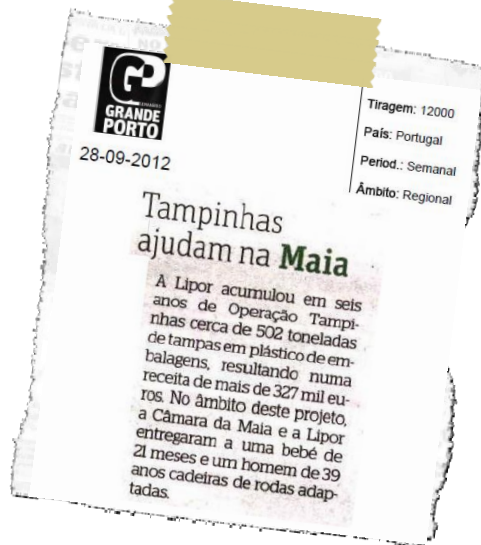 GP
SEMANÁRIO
GRANDE
PORTO
28-09-2012
Tiragem: 12000
País: Portugal
Period.: Semanal
Âmbito: Regional
Tampinhas
ajudam na Maia
A Lipor acumulou em seis
anos de Operação Tampi-
nhas cerca de 502 toneladas
de tampas em plástico de em-
balagens, resultando numa
receita de mais de 327 mil eu-
ros. No âmbito deste projeto,
a Câmara da Maia e a Lipor
entregaram a uma bebé de
21 meses e um homem de 39
anos cadeiras de rodas adap-
tadas.